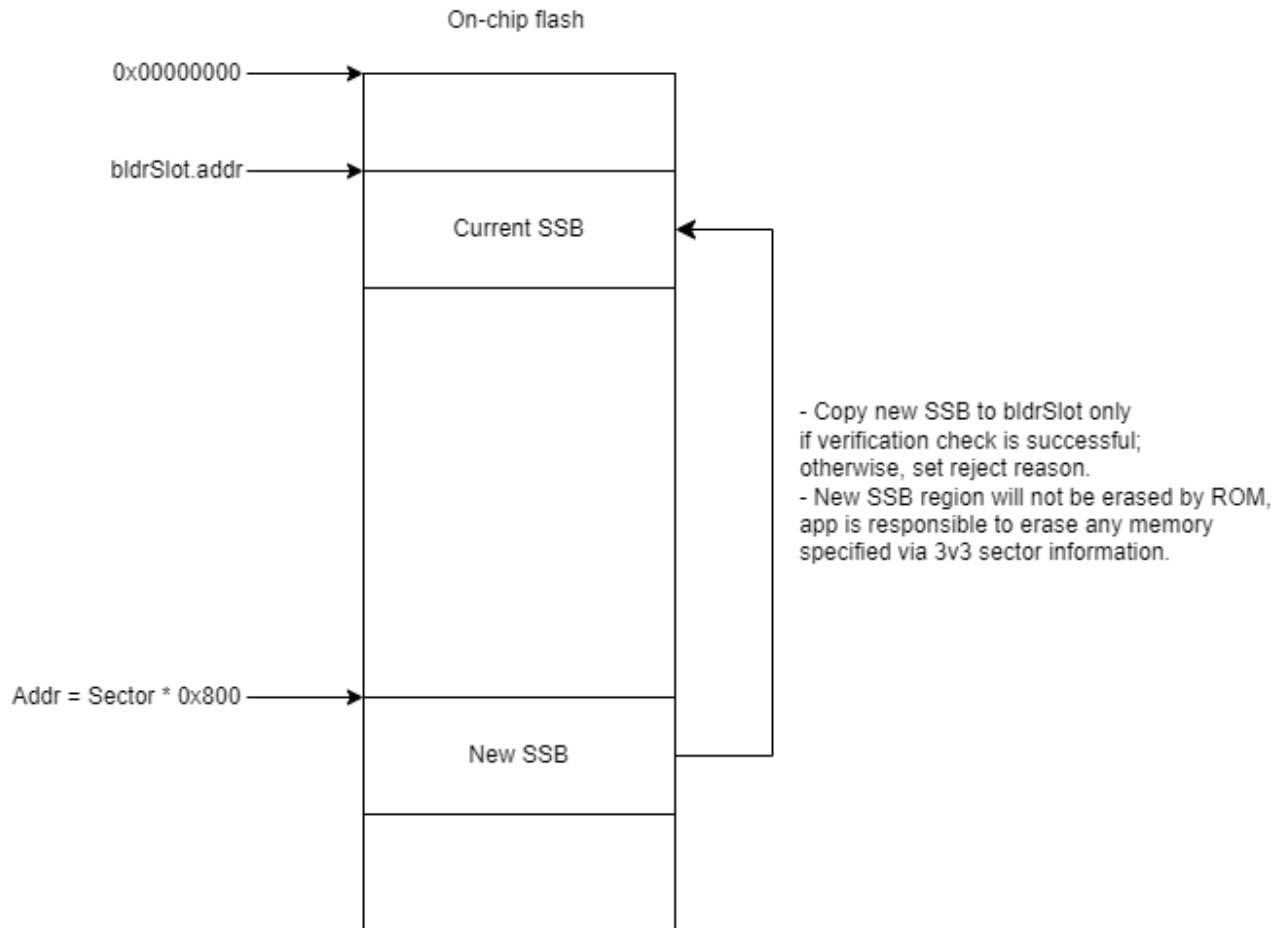 On-chip flash
0x00000000
bldrSlot.addr
Current SSB
- Copy new SSB to bldrSlot only
if verification check is successful;
otherwise, set reject reason.
- New SSB region will not be erased by ROM,
app is responsible to erase any memory
specified via 3v3 sector information.
Addr = Sector * 0x800
New SSB